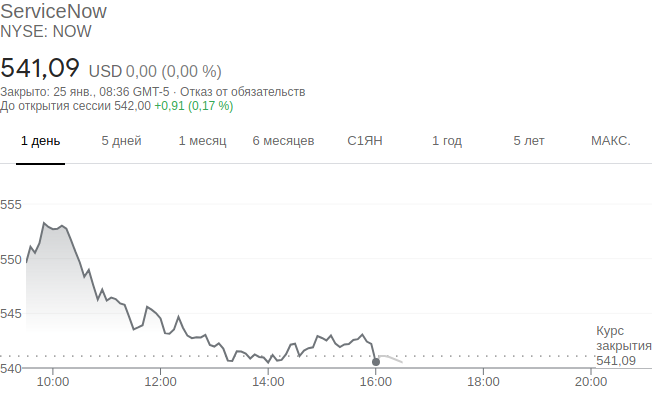 ServiceNow
NYSE: NOW
541,09 USD 0,00 (0,00 %)
Закрыто: 25 янв., 08:36 GMT-5 · Отказ от обязательств
До открытия сессии 542,00 +0,91 (0,17 %)
1 день 5 дней 1 месяц 6 месяцев С1ЯН 1 год 5 лет МАКС.
555
550
545
Курс
закрытия
541,09
540
10:00 12:00 14:00 16:00 18:00 20:00